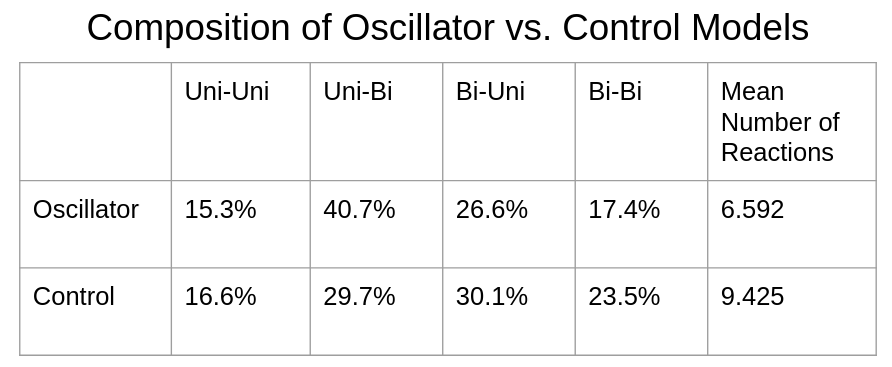 Composition of Oscillator vs. Control Models
Uni-Uni Uni-Bi Bi-Uni Bi-Bi Mean
Number of
Reactions
Oscillator 15.3% 40.7% 26.6% 17.4% 6.592
Control 16.6% 29.7% 30.1% 23.5% 9.425